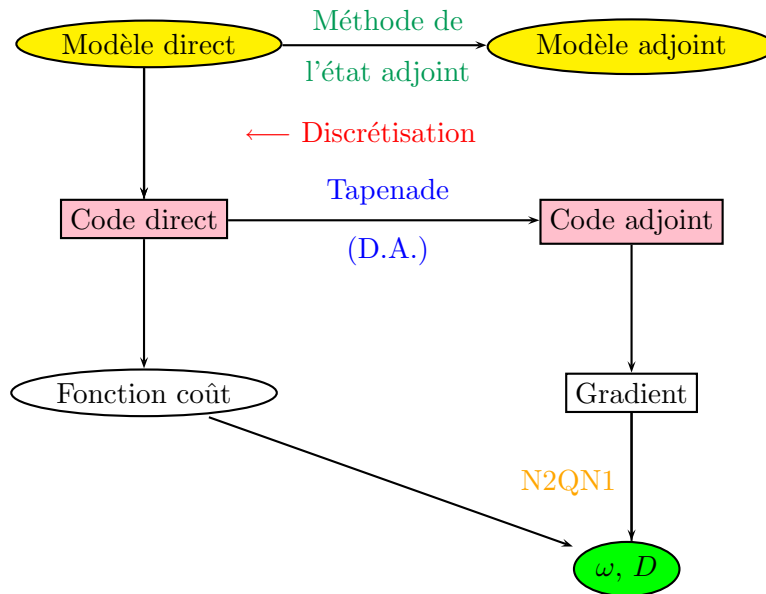 Modèle direct
Méthode de
l'état adjoint
Modèle adjoint
⟵ Discrétisation
Code direct
Tapenade
(D.A.)
Code adjoint
Fonction coût
Gradient
N2QN1
ω, D